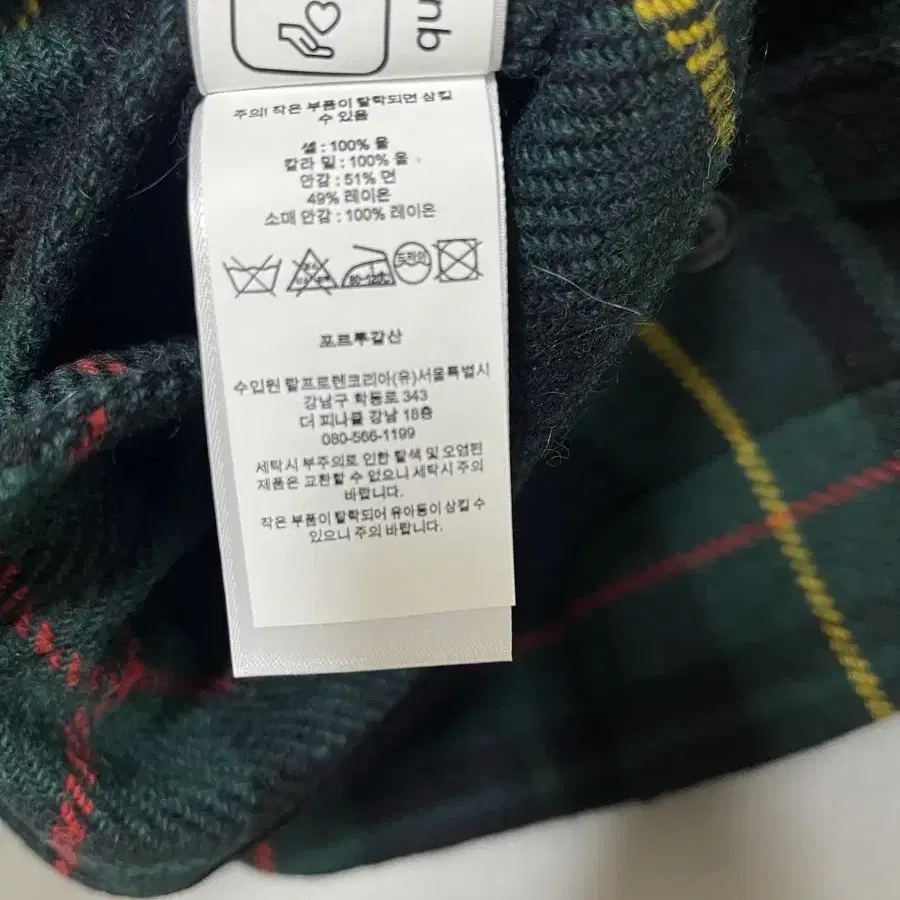 qu
주의! 작은 부품이 탈락되면 삼킬
수 있음
셸 : 100% 울
칼라 밑 : 100% 울
안감 : 51% 면
49% 레이온
소매 안감 : 100% 레이온
드라이
80-120℃
포르투갈산
수입원 랄프로렌코리아(유)서울특별시
강남구 학동로 343
더 피나클 강남 18층
080-566-1199
세탁시 부주의로 인한 탈색 및 오염된
제품은 교환할 수 없으니 세탁시 주의
바랍니다.
작은 부품이 탈락되어 유아동이 삼킬 수
있으니 주의 바랍니다.